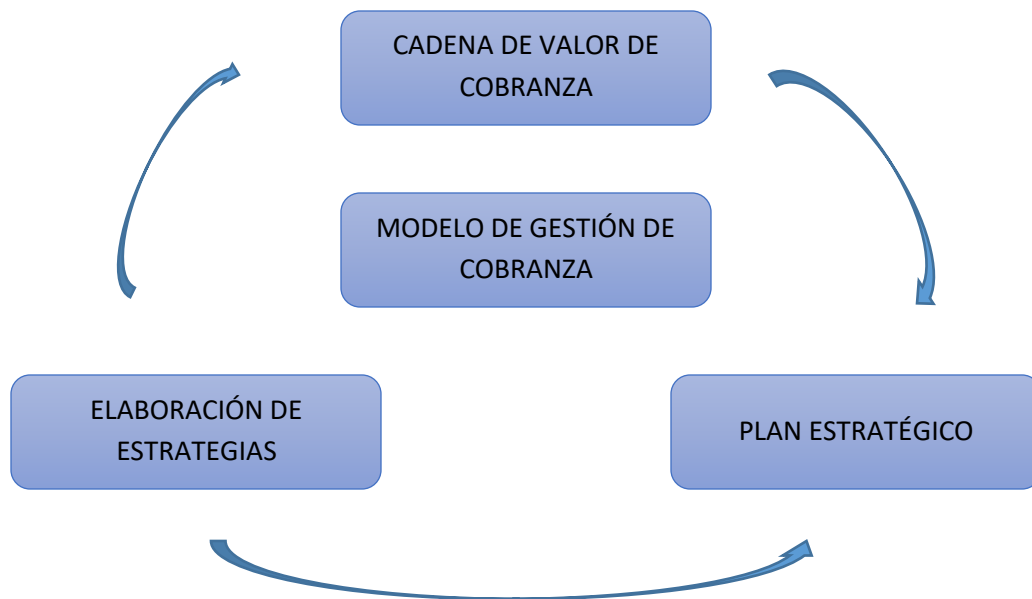 CADENA DE VALOR DE
COBRANZA
MODELO DE GESTIÓN DE
COBRANZA
ELABORACIÓN DE
ESTRATEGIAS
PLAN ESTRATÉGICO